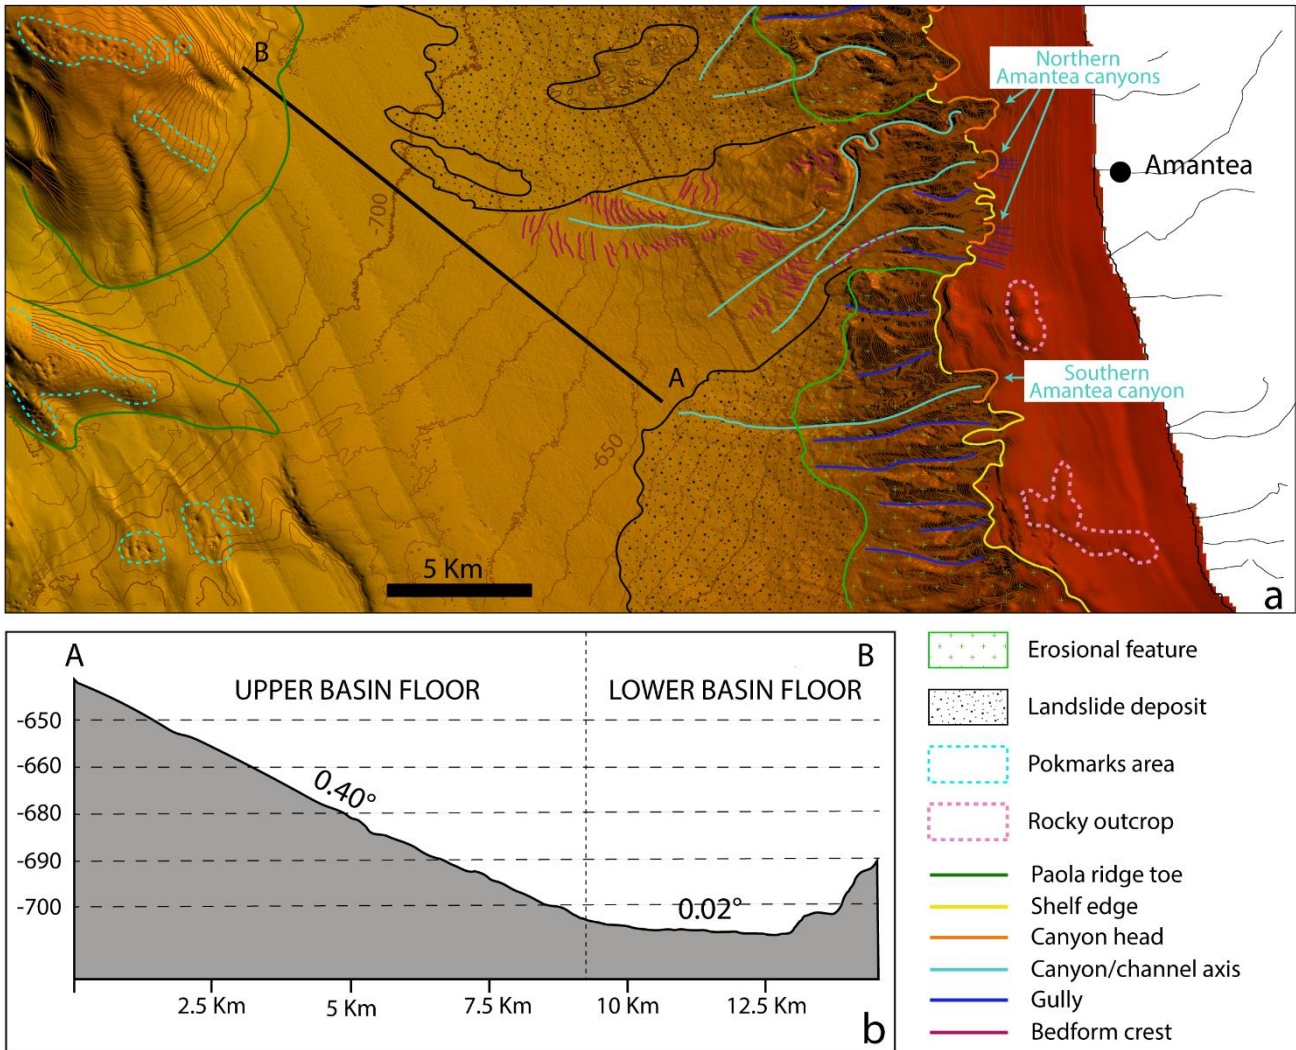 B
Northern
Amantea canyons
Amantea
-700
A
Southern
Amantea canyon
-650
5 Km
a
A
B
UPPER BASIN FLOOR
LOWER BASIN FLOOR
-650
-660
0.40°
-680
-690
-700
0.02°
2.5 Km
5 Km
7.5 Km
10 Km
12.5 Km
b
Erosional feature
Landslide deposit
Pokmarks area
Rocky outcrop
Paola ridge toe
Shelf edge
Canyon head
Canyon/channel axis
Gully
Bedform crest